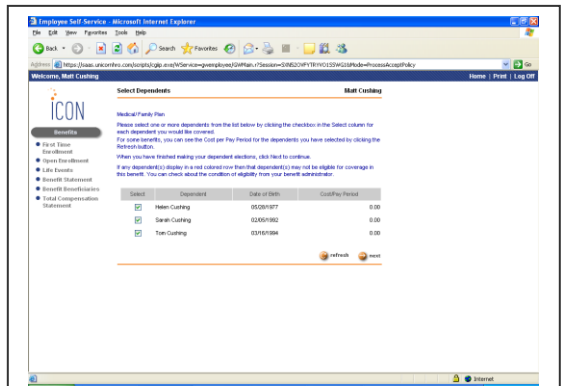 Employee Self-Service - Microsoft Internet Explorer
File Edit View Favorites Tools Help
Back Search Favorites
Address Go
Welcome, Matt Cushing Home | Print | Log Off
icon
Benefits
First Time
Enrollment
Open Enrollment
Life Events
Benefit Statement
Benefit Beneficiaries
Total Compensation
Statement
Select Dependents Matt Cushing
Medical/Family Plan
Please select one or more dependents from the list below by clicking the checkbox in the Select column for
each dependent you would like covered.
For some benefits, you can see the Cost per Pay Period for the dependents you have selected by clicking the
Refresh button.
When you have finished making your dependent elections, click Next to continue.
If any dependent(s) display in a red colored row then that dependent(s) may not be eligible for coverage in
this benefit. You can check about the condition of eligibility from your benefit administrator.
Select Dependent Date of Birth Cost/Pay Period
Helen Cushing 05/28/1977 0.00
Sarah Cushing 02/05/1992 0.00
Tom Cushing 03/16/1994 0.00
refresh next
Internet